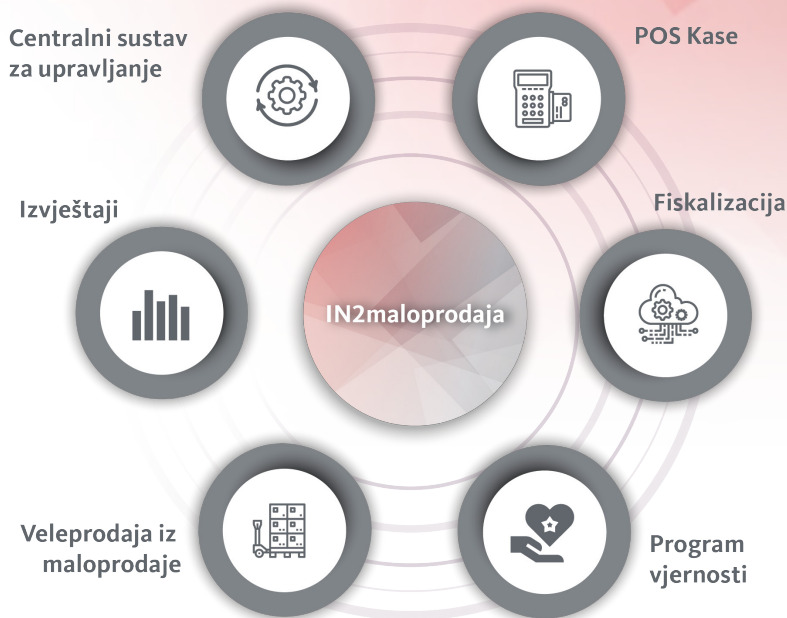 Centralni sustav
za upravljanje
POS Kase
Izvještaji
Fiskalizacija
IN2maloprodaja
Veleprodaja iz
maloprodaje
Program
vjernosti